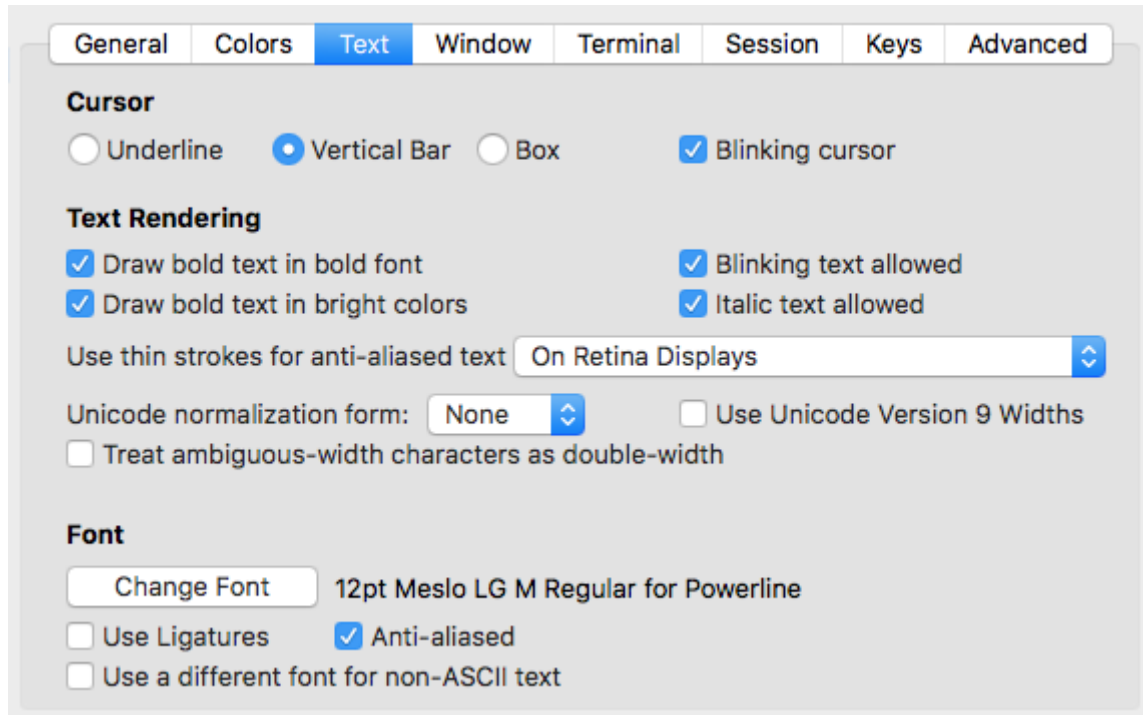 General Colors Text Window Terminal Session Keys Advanced
Cursor
Underline Vertical Bar Box Blinking cursor
Text Rendering
Draw bold text in bold font Blinking text allowed
Draw bold text in bright colors Italic text allowed
Use thin strokes for anti-aliased text On Retina Displays
Unicode normalization form: None Use Unicode Version 9 Widths
Treat ambiguous-width characters as double-width
Font
Change Font 12pt Meslo LG M Regular for Powerline
Use Ligatures Anti-aliased
Use a different font for non-ASCII text